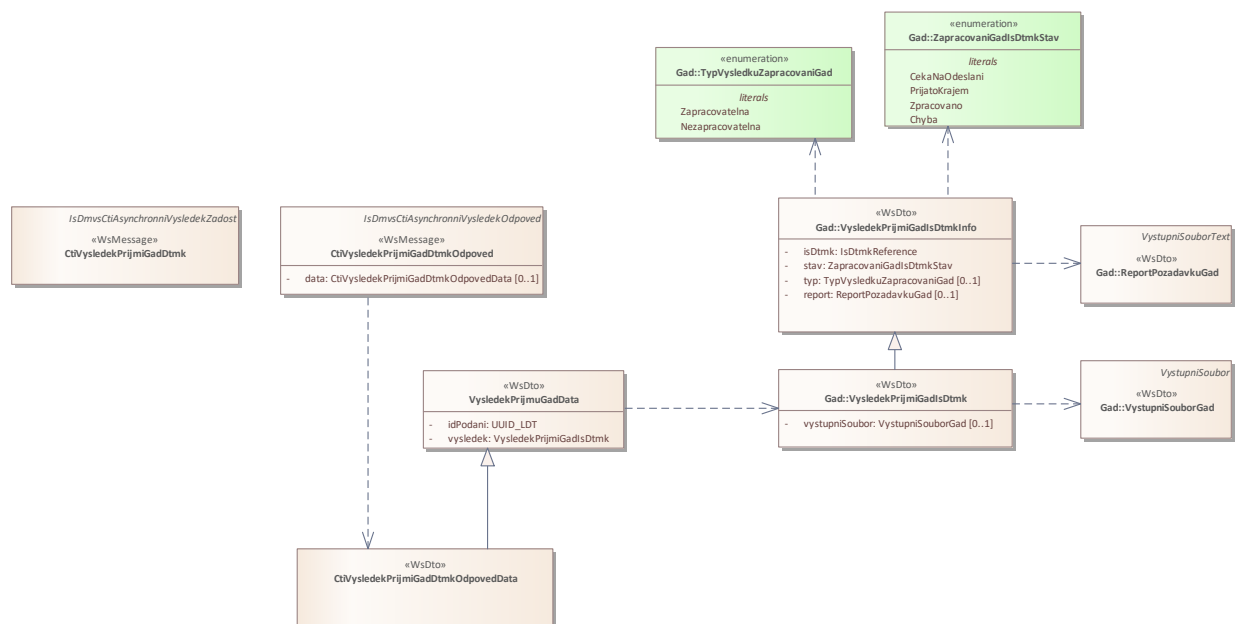 «enumeration»
Gad::ZapracovaniGadIsDtmkStav
literals
CekaNaOdeslani
PrijatoKrajem
Zpracovano
Chyba
«enumeration»
Gad::TypVysledkuZapracovaniGad
literals
Zapracovatelna
Nezapracovatelna
IsDmvsCtiAsynchronniVysledekZadost
«WsMessage»
CtiVysledekPrijmiGadDtmk
IsDmvsCtiAsynchronniVysledekOdpoved
«WsMessage»
CtiVysledekPrijmiGadDtmkOdpoved
- data: CtiVysledekPrijmiGadDtmkOdpovedData [0..1]
«WsDto»
Gad::VysledekPrijmiGadIsDtmkInfo
- isDtmk: IsDtmkReference
- stav: ZapracovaniGadIsDtmkStav
- typ: TypVysledkuZapracovaniGad [0..1]
- report: ReportPozadavkuGad [0..1]
VystupniSouborText
«WsDto»
Gad::ReportPozadavkuGad
«WsDto»
VysledekPrijmuGadData
- idPodani: UUID_LDT
- vysledek: VysledekPrijmiGadIsDtmk
«WsDto»
Gad::VysledekPrijmiGadIsDtmk
- vystupniSoubor: VystupniSouborGad [0..1]
VystupniSoubor
«WsDto»
Gad::VystupniSouborGad
«WsDto»
CtiVysledekPrijmiGadDtmkOdpovedData